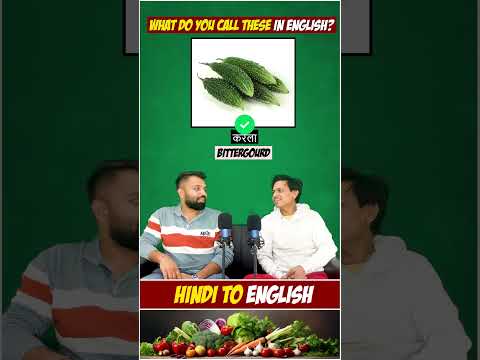 WHAT DO YOU CALL THESE IN ENGLISH?
करेला
BITTERGOURD
HINDI TO ENGLISH